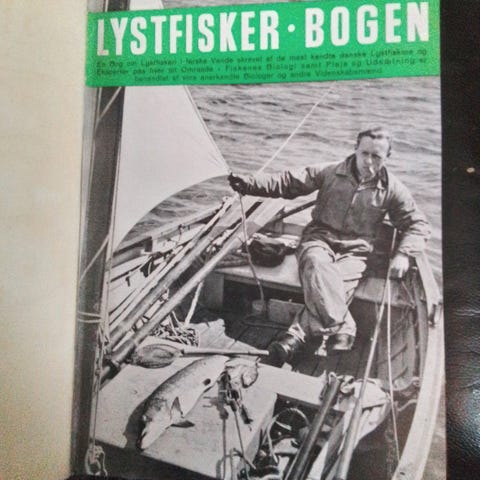 LYSTFISKER · BOGEN
En Bog om Lystfiskeri i ferske Vande skrevet af de mest kendte danske Lystfiskere og
Eksperter paa hver sit Omraade · Fiskenes Biologi samt Pleje og Udsætning er
behandlet af vore anerkendte Biologer og andre Videnskabsmænd.